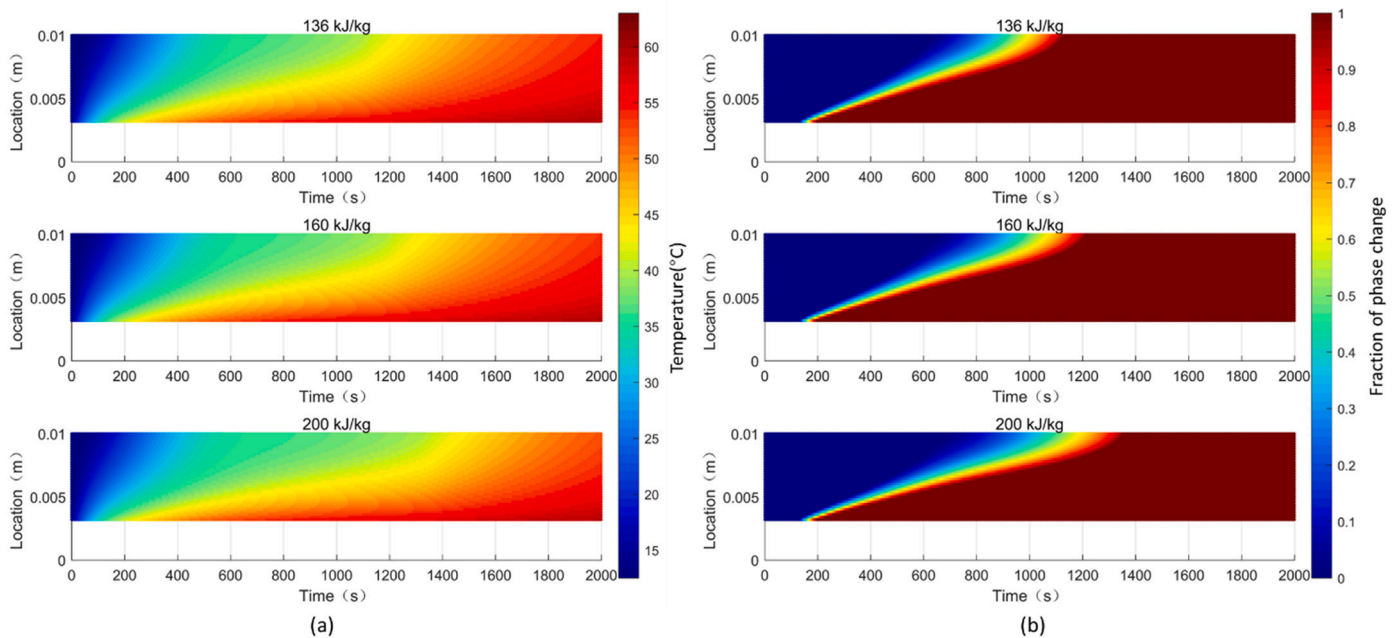 136 kJ/kg
0.01
0.005
0
Location（m）
0 200 400 600 800 1000 1200 1400 1600 1800 2000
Time（s）
160 kJ/kg
0.01
0.005
0
Location（m）
0 200 400 600 800 1000 1200 1400 1600 1800 2000
Time（s）
200 kJ/kg
0.01
0.005
0
Location（m）
0 200 400 600 800 1000 1200 1400 1600 1800 2000
Time（s）
60
55
50
45
40
35
30
25
20
15
Temperature(°C)
(a)
136 kJ/kg
0.01
0.005
0
Location（m）
0 200 400 600 800 1000 1200 1400 1600 1800 2000
Time（s）
160 kJ/kg
0.01
0.005
0
Location（m）
0 200 400 600 800 1000 1200 1400 1600 1800 2000
Time（s）
200 kJ/kg
0.01
0.005
0
Location（m）
0 200 400 600 800 1000 1200 1400 1600 1800 2000
Time（s）
1
0.9
0.8
0.7
0.6
0.5
0.4
0.3
0.2
0.1
0
Fraction of phase change
(b)